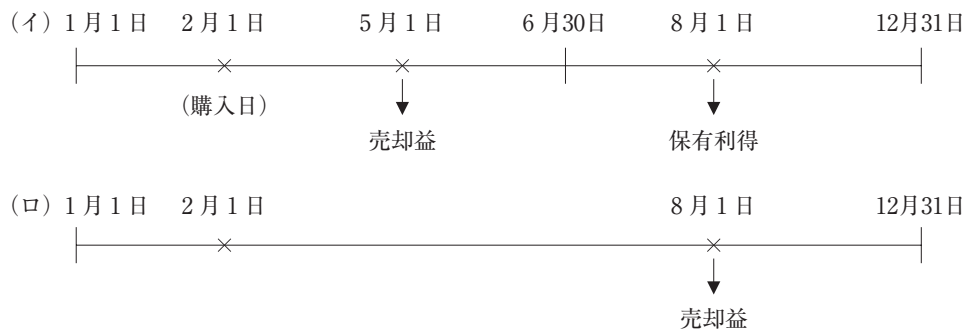 (イ) 1月1日 2月1日 5月1日 6月30日 8月1日 12月31日
(購入日)
売却益 保有利得
(ロ) 1月1日 2月1日 8月1日 12月31日
売却益